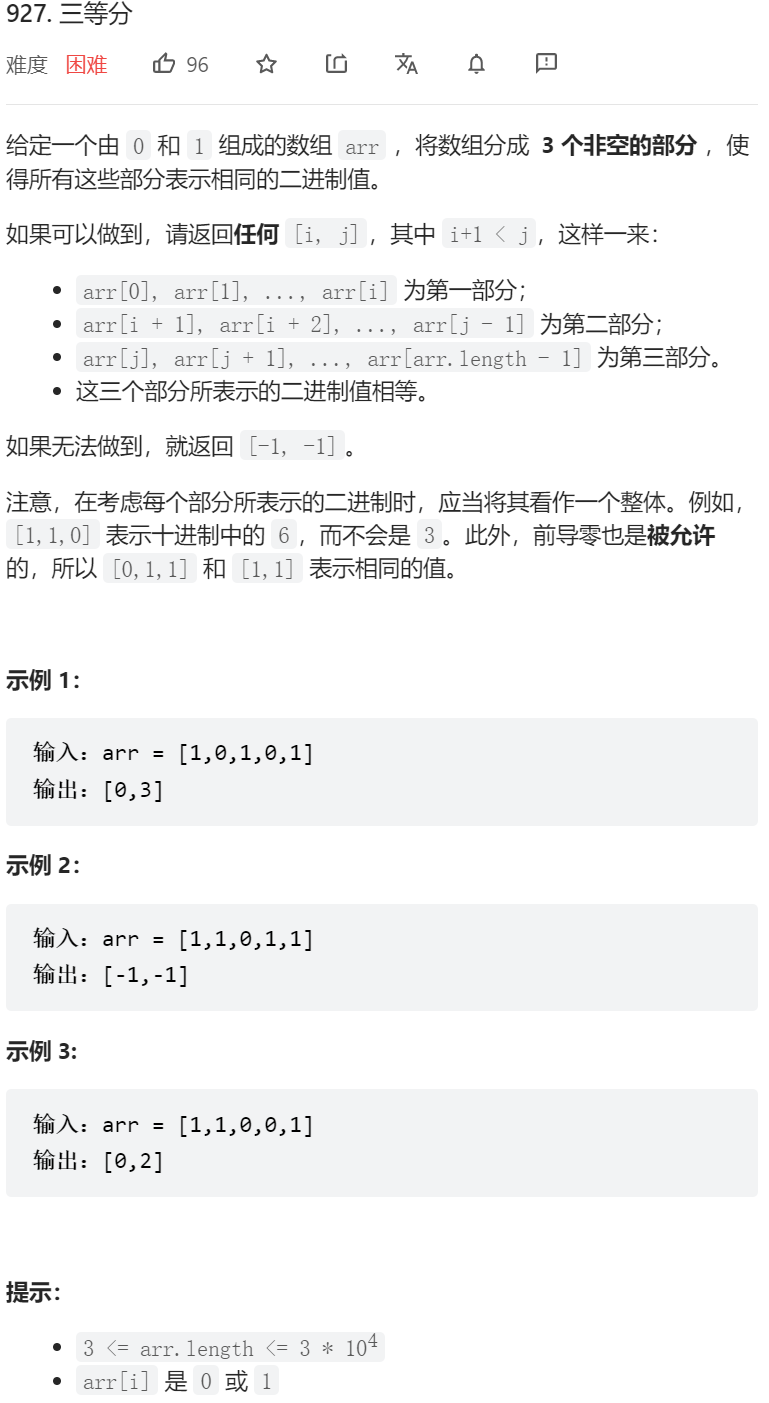 927. 三等分
难度 困难 96
给定一个由 0 和 1 组成的数组 arr ，将数组分成 3 个非空的部分 ，使
得所有这些部分表示相同的二进制值。
如果可以做到，请返回任何 [i, j]，其中 i+1 < j，这样一来：
arr[0], arr[1], ..., arr[i] 为第一部分；
arr[i + 1], arr[i + 2], ..., arr[j - 1] 为第二部分；
arr[j], arr[j + 1], ..., arr[arr.length - 1] 为第三部分。
这三个部分所表示的二进制值相等。
如果无法做到，就返回 [-1, -1]。
注意，在考虑每个部分所表示的二进制时，应当将其看作一个整体。例如，
[1,1,0] 表示十进制中的 6，而不会是 3。此外，前导零也是被允许
的，所以 [0,1,1] 和 [1,1] 表示相同的值。
示例 1：
输入：arr = [1,0,1,0,1]
输出：[0,3]
示例 2：
输入：arr = [1,1,0,1,1]
输出：[-1,-1]
示例 3:
输入：arr = [1,1,0,0,1]
输出：[0,2]
提示：
3 <= arr.length <= 3 * 10⁴
arr[i] 是 0 或 1